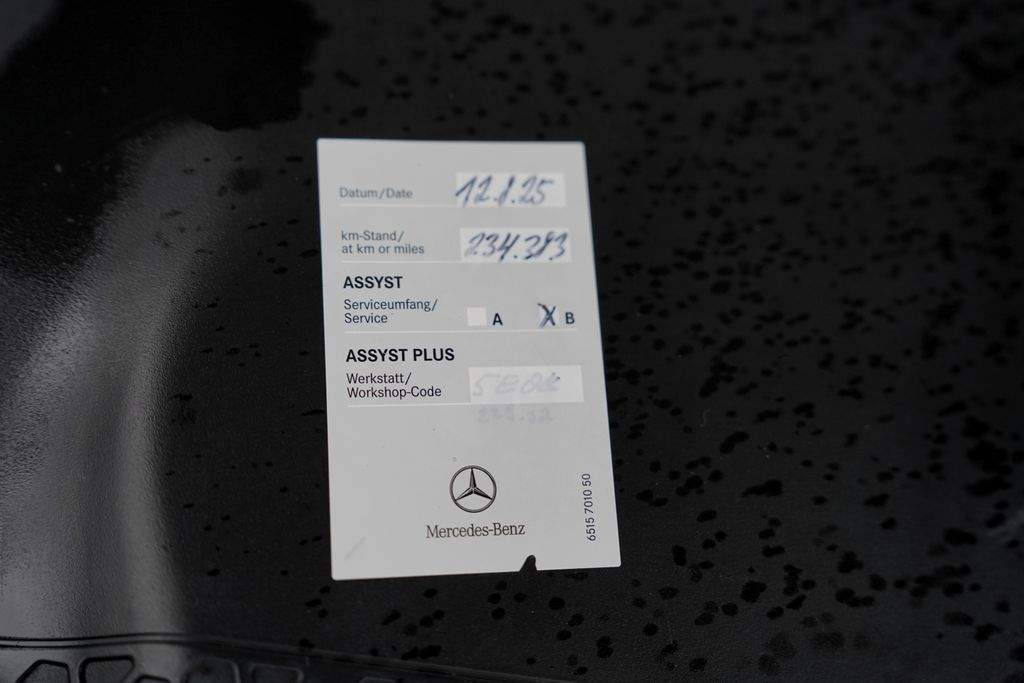 Datum/Date 12.8.25
km-Stand/
at km or miles 234.383
ASSYST
Serviceumfang/
Service A X B
ASSYST PLUS
Werkstatt/
Workshop-Code
Mercedes-Benz
6515 7010 50